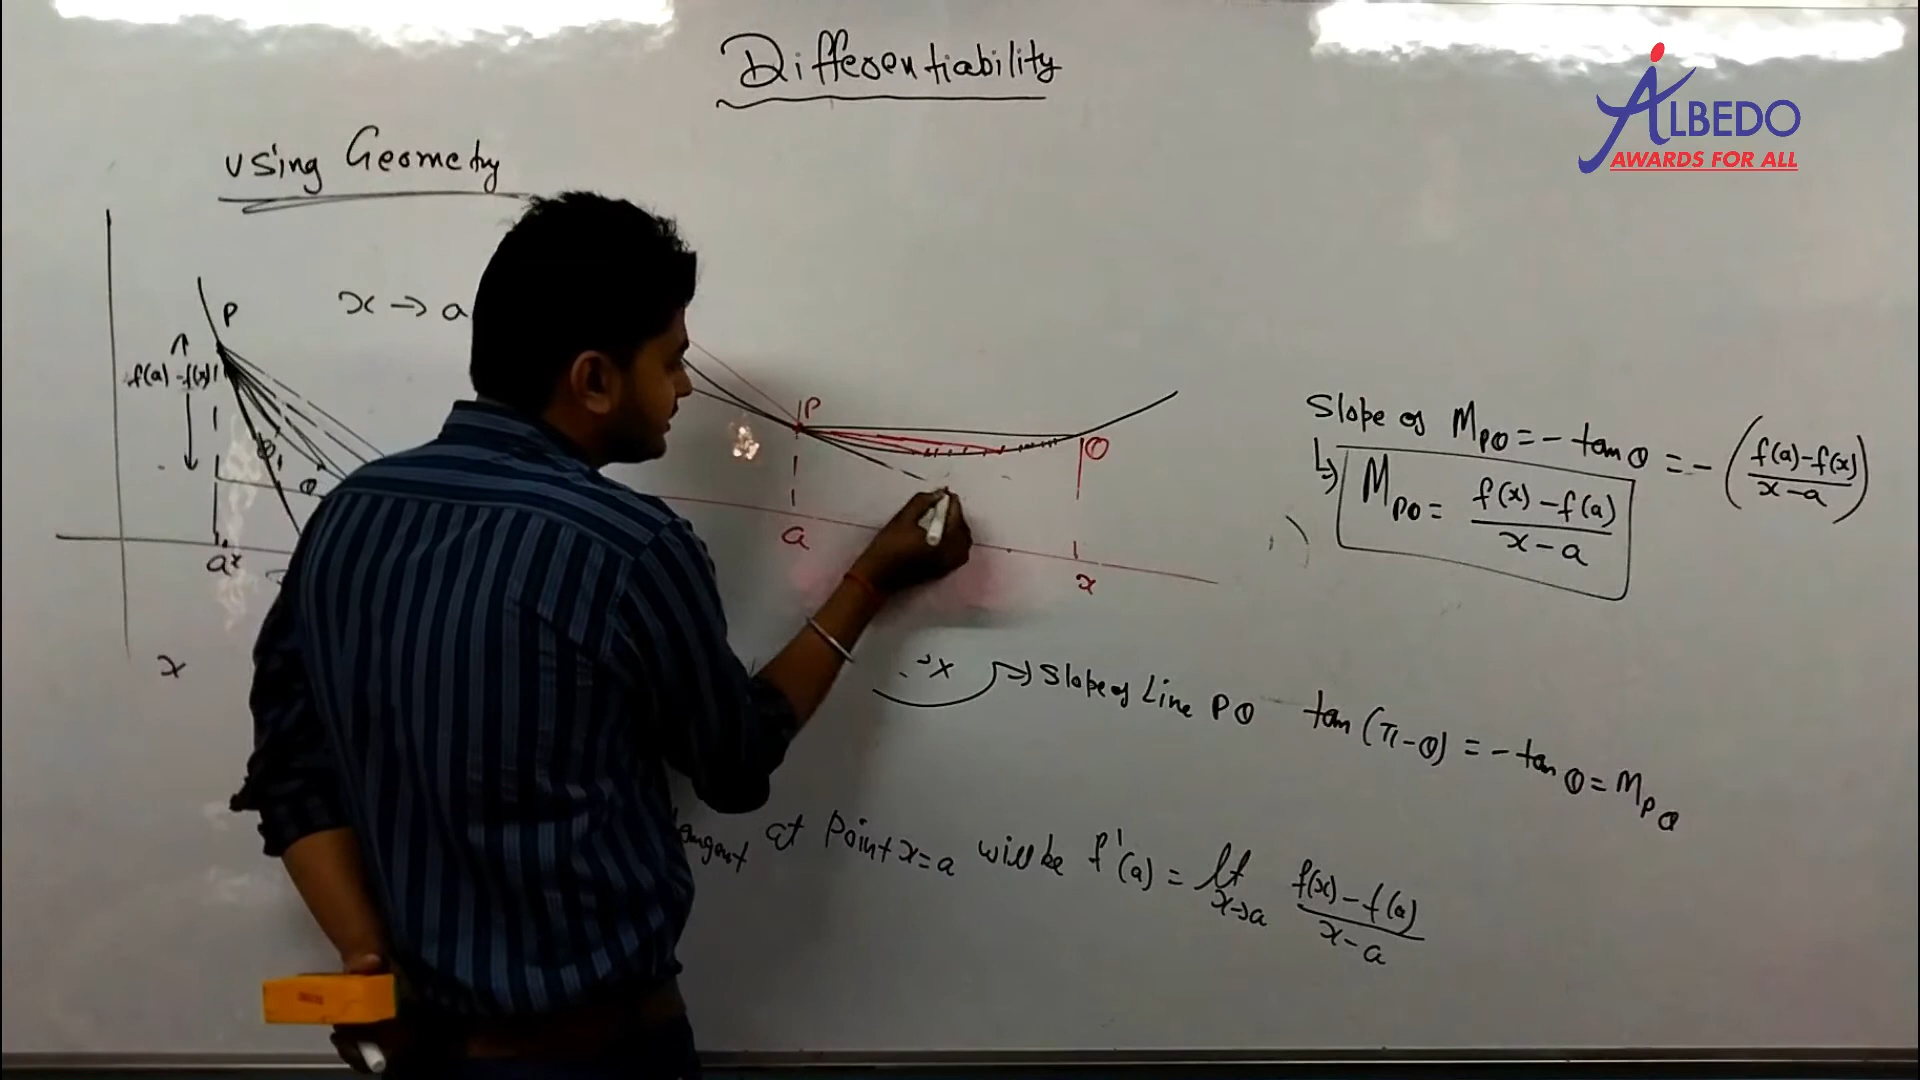 Differentiability
ALBEDO
AWARDS FOR ALL
Using Geometry
x → a
P
f(a) - f(x)
θ
a
x
x
P
Q
a
x
Slope of M_PQ = - tan θ = - ( f(a) - f(x) / x - a )
↳ M_PQ = f(x) - f(a) / x - a
x → Slope of Line PQ tan (π - θ) = - tan θ = M_PQ
tangent at Point x = a will be f'(a) = lt x→a f(x) - f(a) / x - a